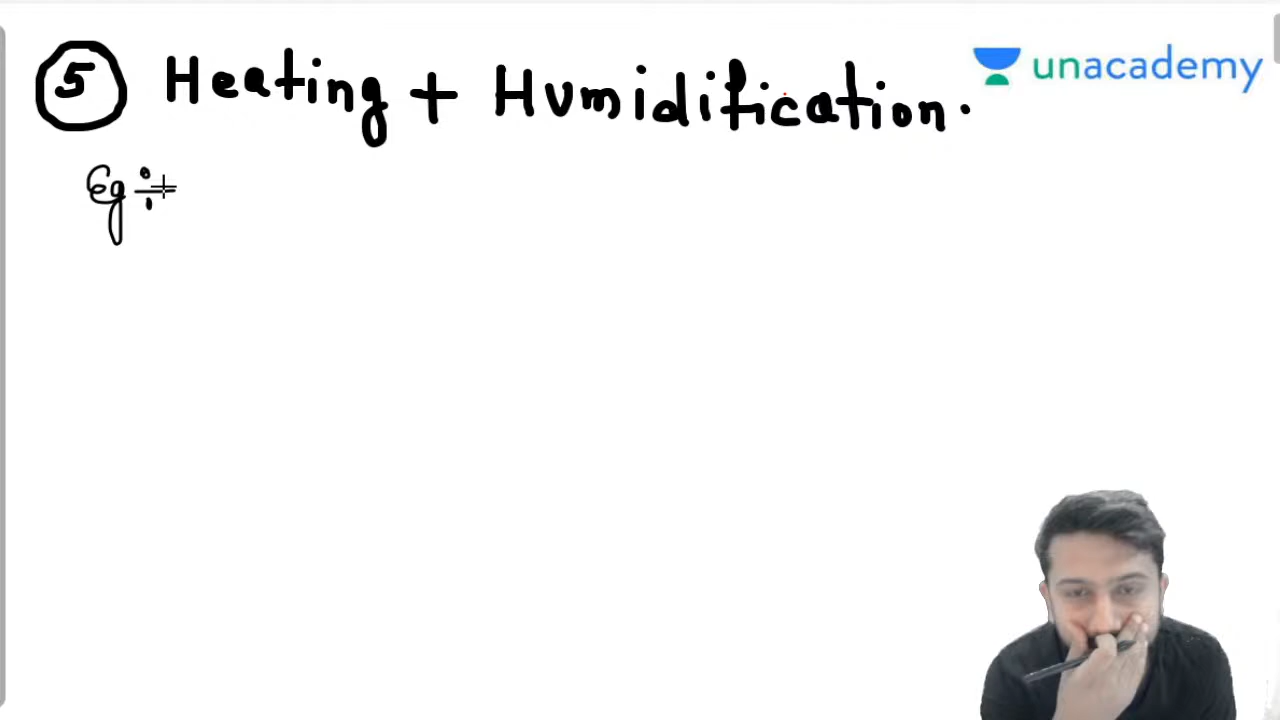 5 Heating + Humidification.
unacademy
Eg :-